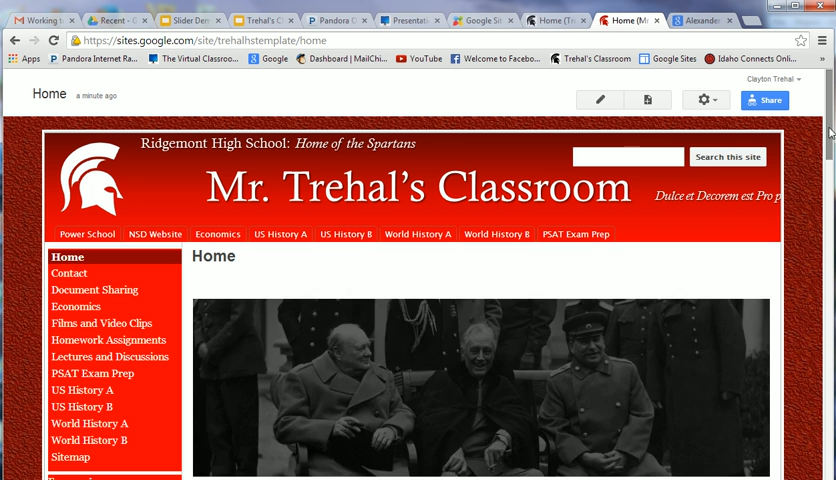 Working to
Recent - G
Slider Dem
Trehal's Cl
Pandora O
Presentati
Google Sit
Home (Tr
Home (Mr
Alexander
https://sites.google.com/site/trehalhstemplate/home
Apps
Pandora Internet Ra...
The Virtual Classroo...
Google
Dashboard | MailChi...
YouTube
Welcome to Facebo...
Trehal's Classroom
Google Sites
Idaho Connects Onli...
»
Clayton Trehal
Home
a minute ago
Share
Ridgemont High School: Home of the Spartans
Search this site
Mr. Trehal's Classroom
Dulce et Decorem est Pro p
Power School
NSD Website
Economics
US History A
US History B
World History A
World History B
PSAT Exam Prep
Home
Contact
Document Sharing
Economics
Films and Video Clips
Homework Assignments
Lectures and Discussions
PSAT Exam Prep
US History A
US History B
World History A
World History B
Sitemap
Home